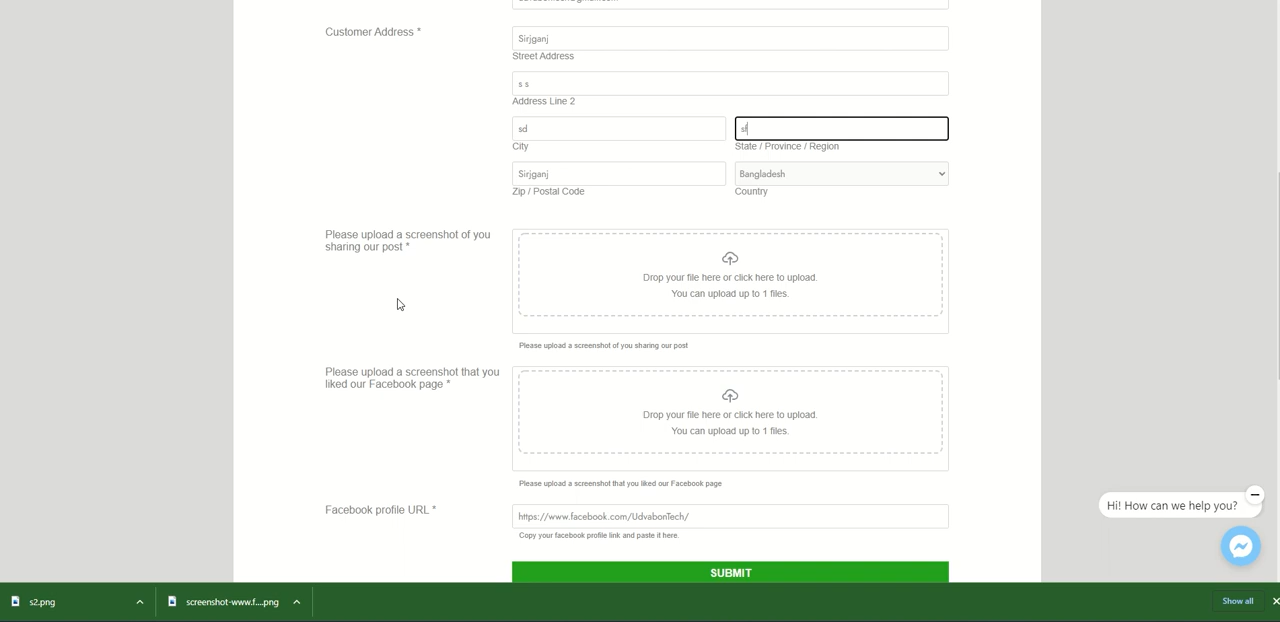 Customer Address *
Sirjganj
Street Address
s s
Address Line 2
sd
City
State / Province / Region
Sirjganj
Zip / Postal Code
Bangladesh
Country
Please upload a screenshot of you
sharing our post *
Drop your file here or click here to upload.
You can upload up to 1 files.
Please upload a screenshot of you sharing our post
Please upload a screenshot that you
liked our Facebook page *
Drop your file here or click here to upload.
You can upload up to 1 files.
Please upload a screenshot that you liked our Facebook page
Facebook profile URL *
https://www.facebook.com/UdvabonTech/
Copy your facebook profile link and paste it here.
SUBMIT
Hi! How can we help you?
s2.png
screenshot-www.f....png
Show all